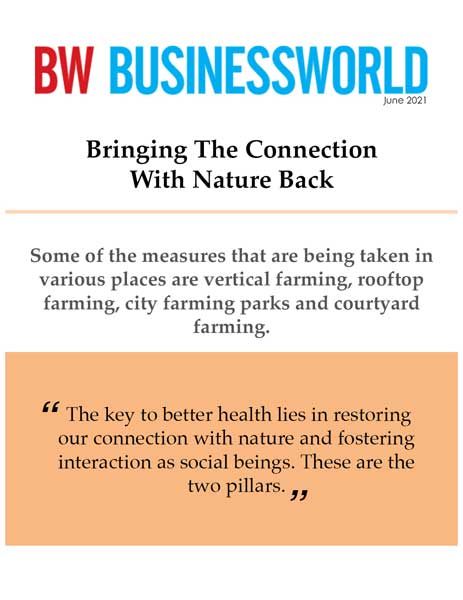 BW BUSINESSWORLD
June 2021
Bringing The Connection
With Nature Back
Some of the measures that are being taken in
various places are vertical farming, rooftop
farming, city farming parks and courtyard
farming.
“ The key to better health lies in restoring
our connection with nature and fostering
interaction as social beings. These are the
two pillars. „